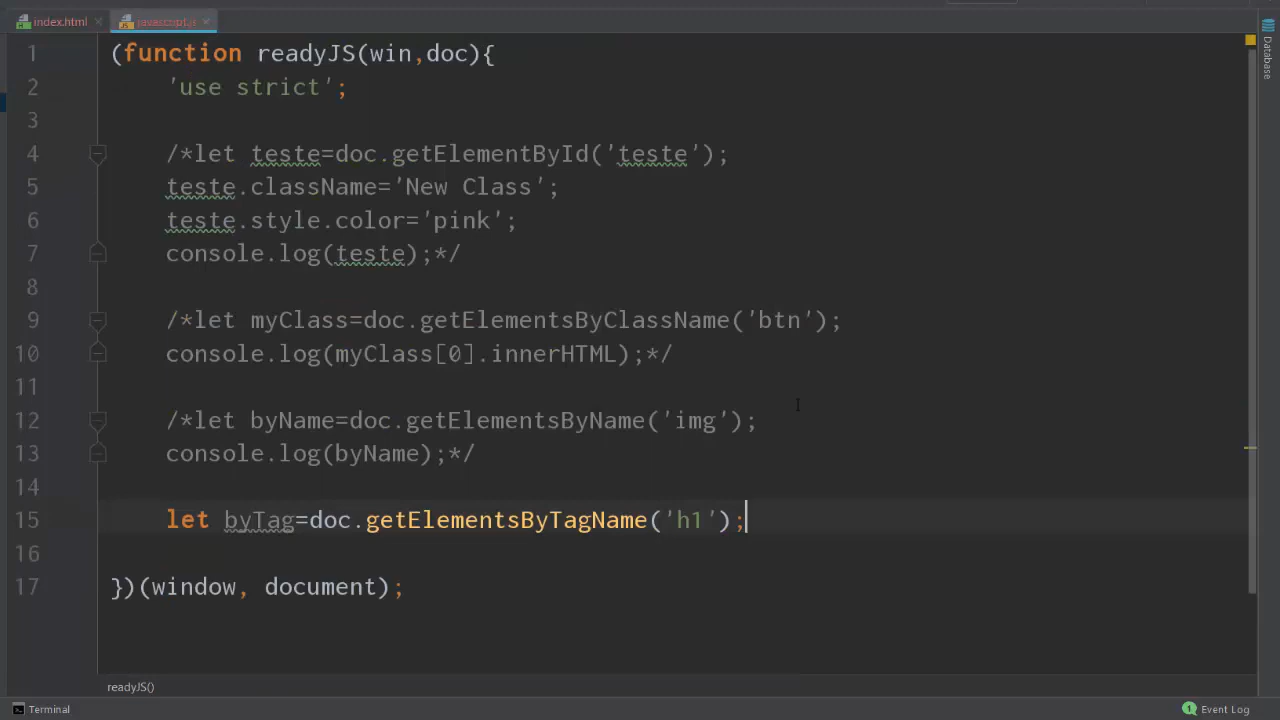 index.html
javascript.js
1 (function readyJS(win,doc){
2 'use strict';
3
4 /*let teste=doc.getElementById('teste');
5 teste.className='New Class';
6 teste.style.color='pink';
7 console.log(teste);*/
8
9 /*let myClass=doc.getElementsByClassName('btn');
10 console.log(myClass[0].innerHTML);*/
11
12 /*let byName=doc.getElementsByName('img');
13 console.log(byName);*/
14
15 let byTag=doc.getElementsByTagName('h1');
16
17 })(window, document);
readyJS()
Terminal
1 Event Log
Database